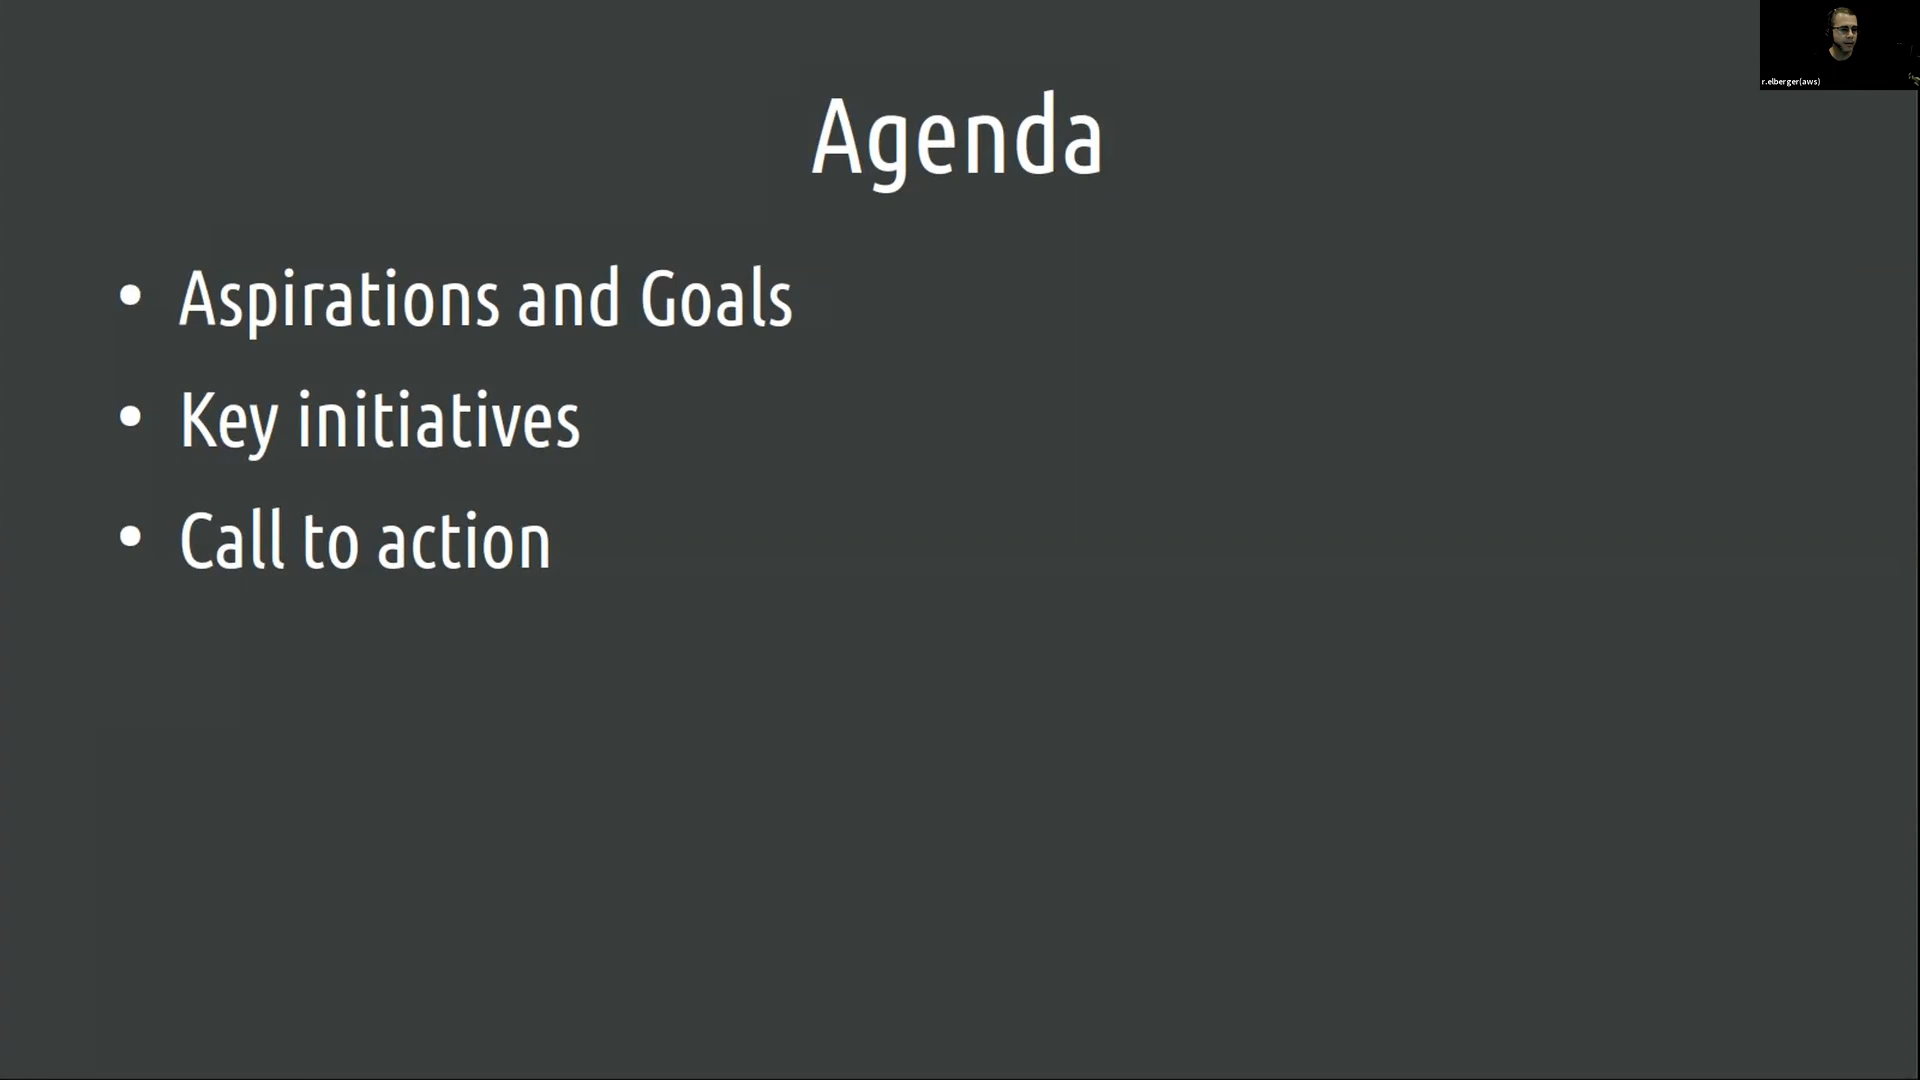 r.elberger(aws)
Agenda
• Aspirations and Goals
• Key initiatives
• Call to action